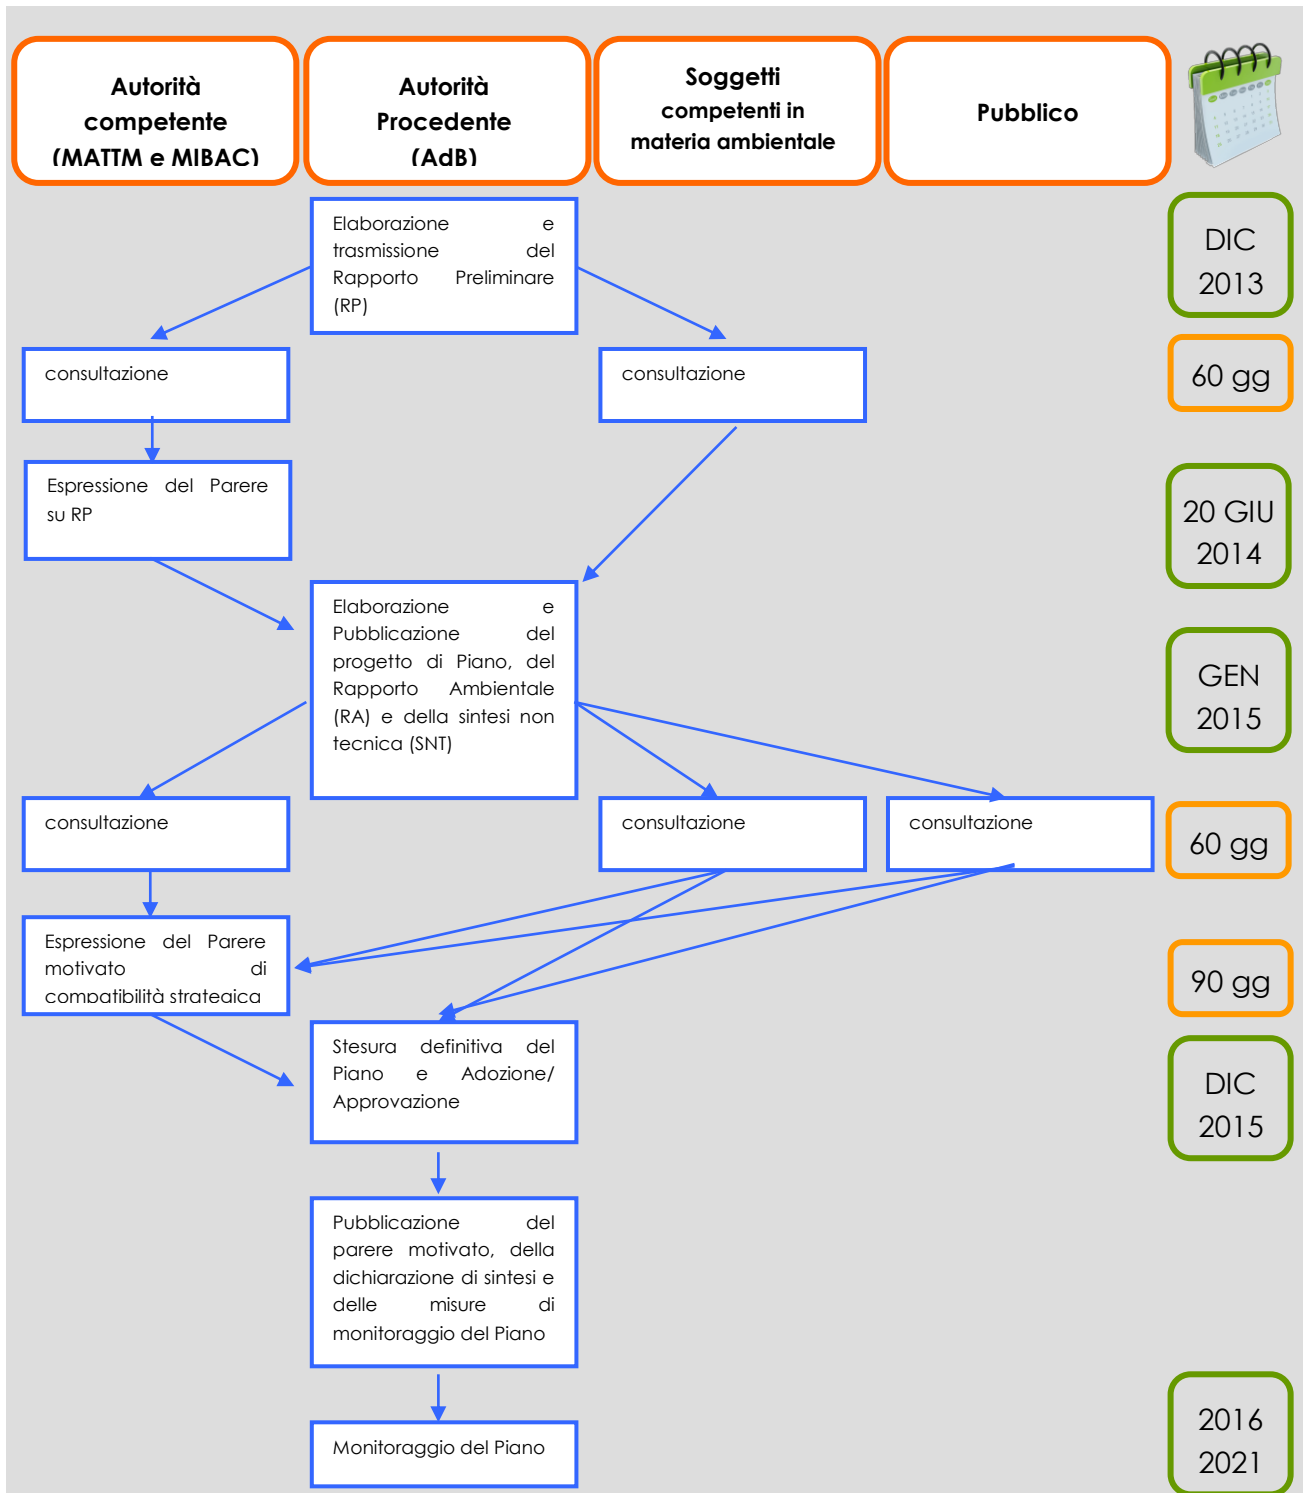 Autorità
competente
(MATTM e MIBAC)
Autorità
Procedente
(AdB)
Soggetti
competenti in
materia ambientale
Pubblico
Elaborazione e
trasmissione del
Rapporto Preliminare
(RP)
DIC
2013
consultazione
consultazione
60 gg
Espressione del Parere
su RP
20 GIU
2014
Elaborazione e
Pubblicazione del
progetto di Piano, del
Rapporto Ambientale
(RA) e della sintesi non
tecnica (SNT)
GEN
2015
consultazione
consultazione
consultazione
60 gg
Espressione del Parere
motivato di
compatibilità strategica
90 gg
Stesura definitiva del
Piano e Adozione/
Approvazione
DIC
2015
Pubblicazione del
parere motivato, della
dichiarazione di sintesi e
delle misure di
monitoraggio del Piano
Monitoraggio del Piano
2016
2021